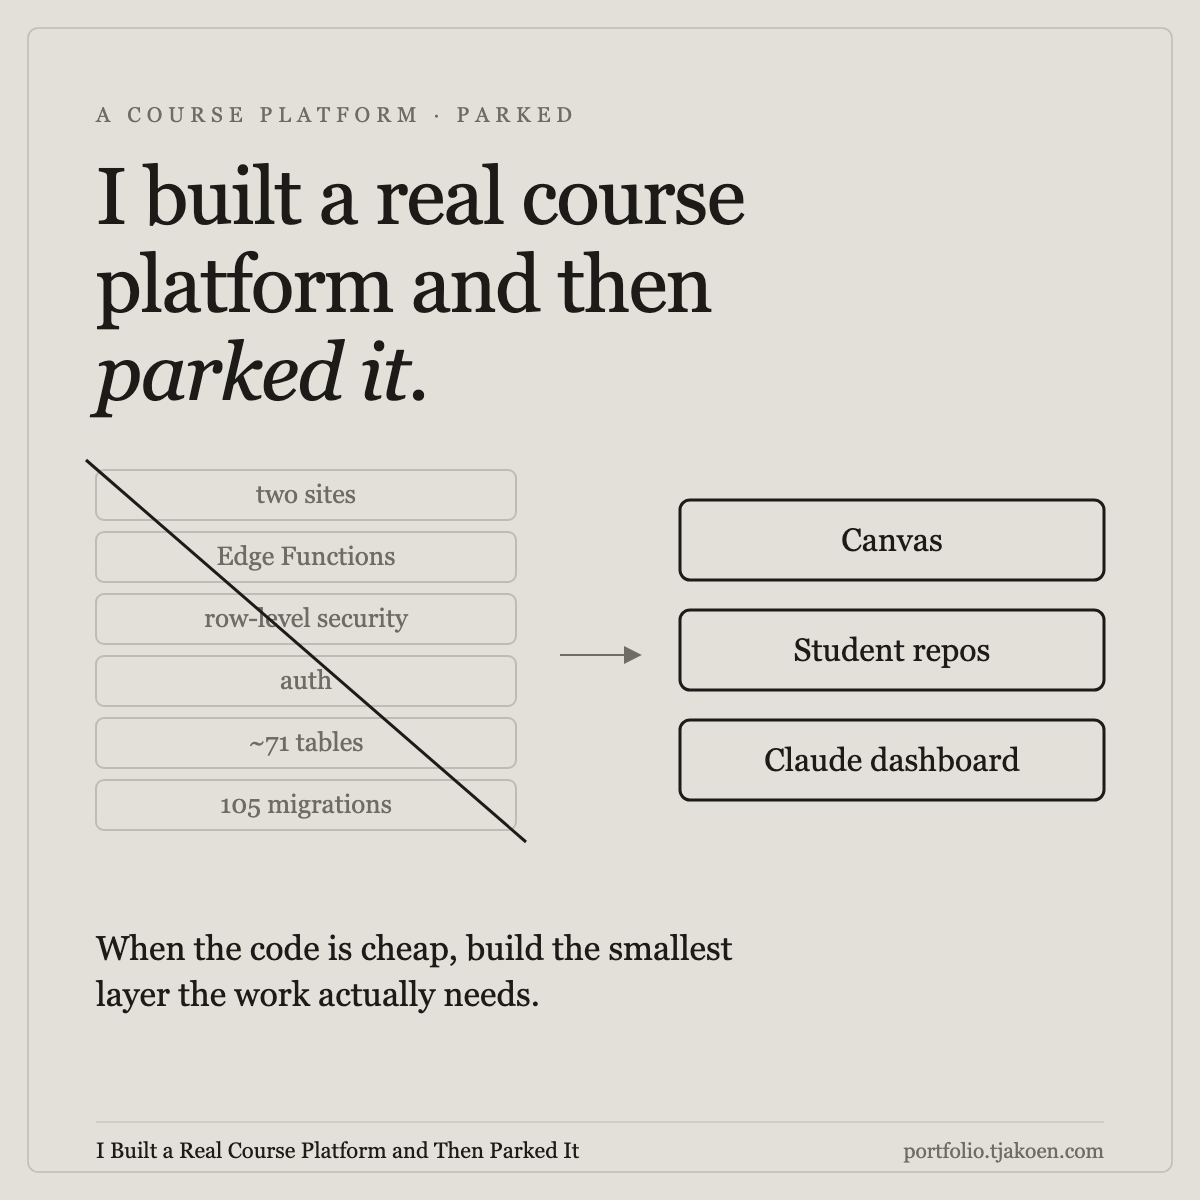 A COURSE PLATFORM · PARKED
I built a real course
platform and then
parked it.
two sites
Edge Functions
row-level security
auth
~71 tables
105 migrations
Canvas
Student repos
Claude dashboard
When the code is cheap, build the smallest
layer the work actually needs.
I Built a Real Course Platform and Then Parked It
portfolio.tjakoen.com